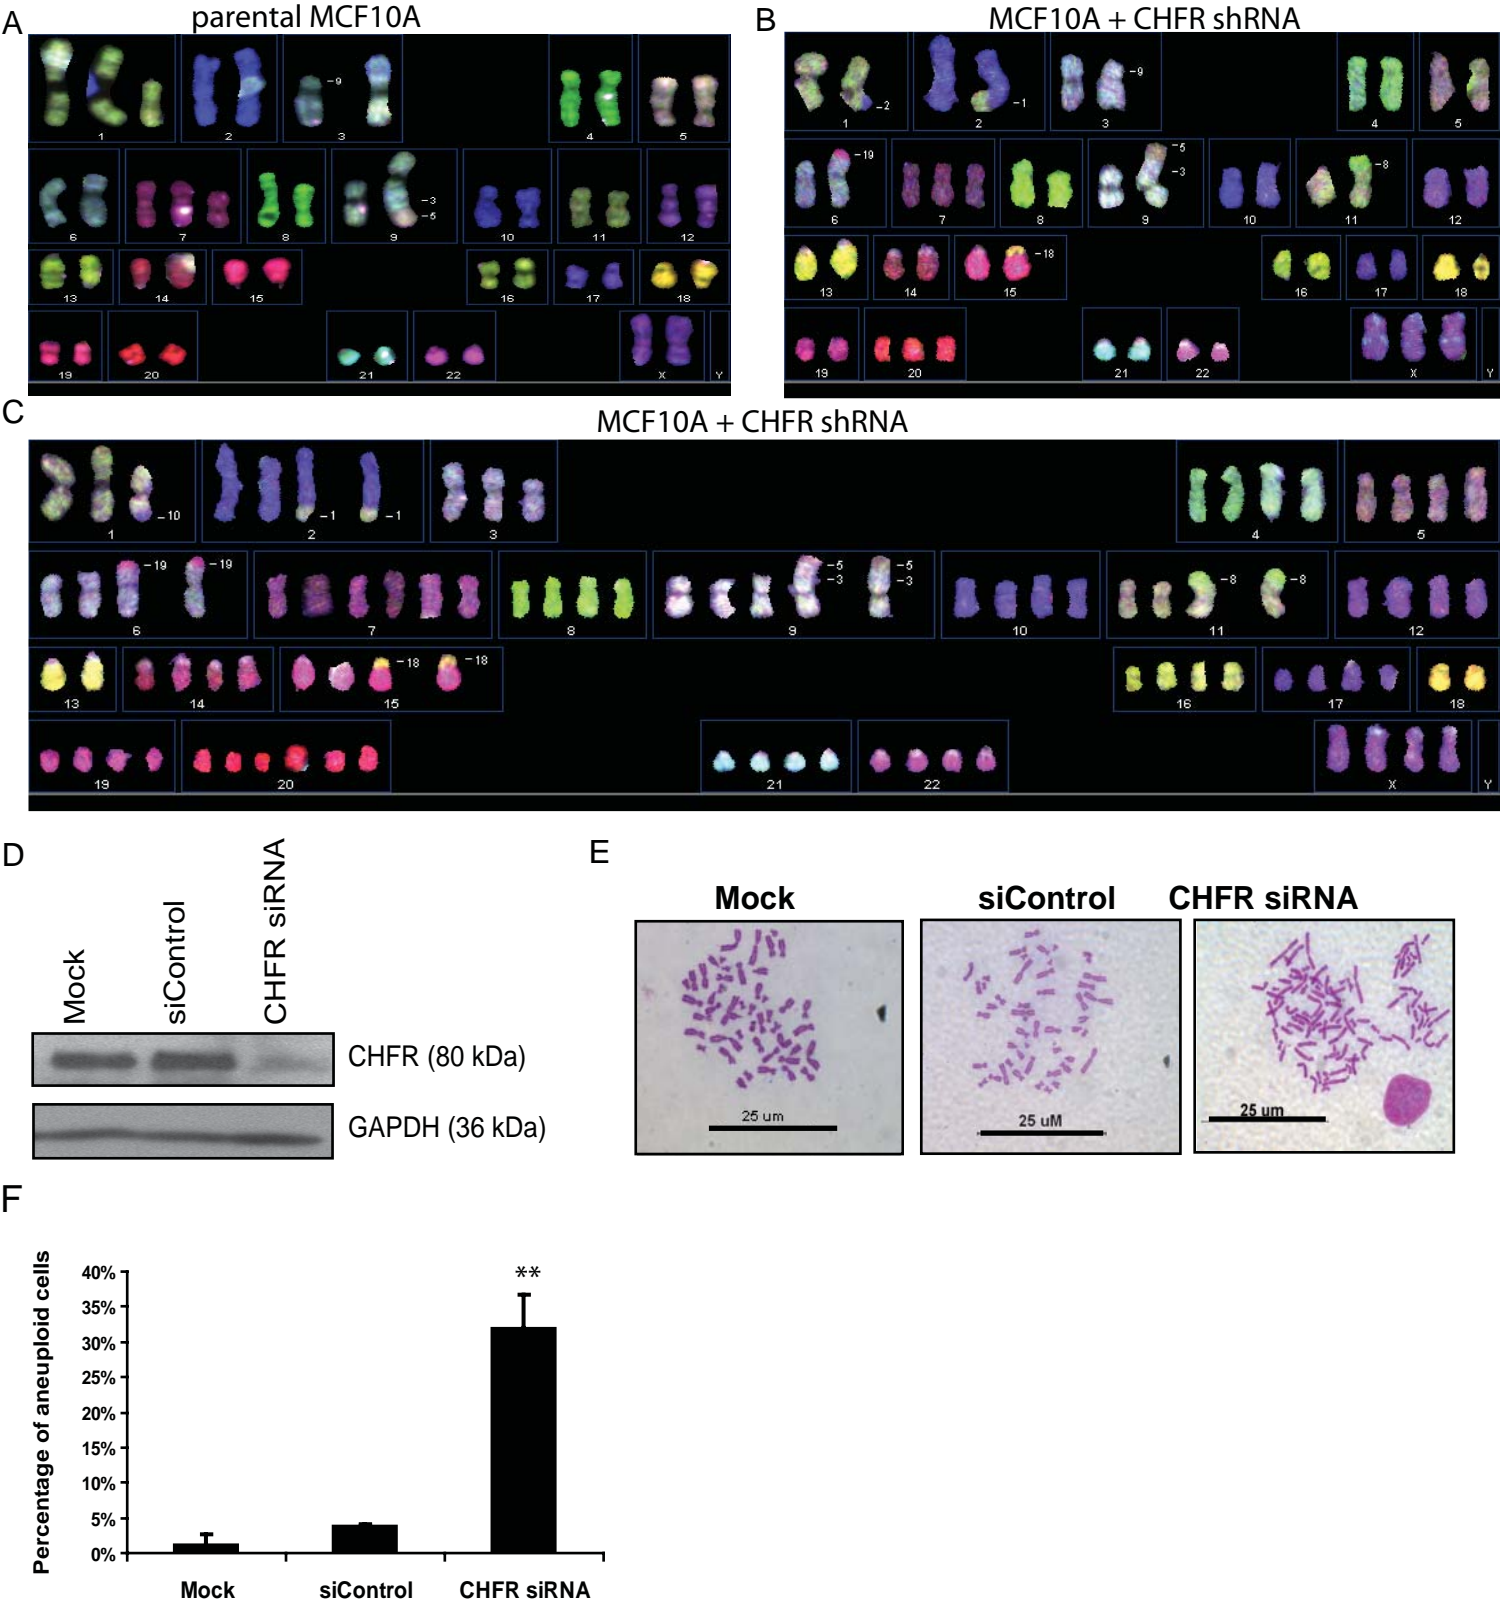 A
parental MCF10A
-9
1 2 3 4 5
-3
-5
6 7 8 9 10 11 12
13 14 15 16 17 18
19 20 21 22 X Y
B
MCF10A + CHFR shRNA
-2
-1
-9
1 2 3 4 5
-19
-5
-3
-8
6 7 8 9 10 11 12
-18
13 14 15 16 17 18
19 20 21 22 X Y
C
MCF10A + CHFR shRNA
-10 -1 -1
1 2 3 4 5
-19 -19 -5 -5 -8 -8
-3 -3
6 7 8 9 10 11 12
-18 -18
13 14 15 16 17 18
19 20 21 22 X Y
D
Mock
siControl
CHFR siRNA
CHFR (80 kDa)
GAPDH (36 kDa)
E
Mock
siControl
CHFR siRNA
25 um
25 uM
25 um
F
Percentage of aneuploid cells
40%
35%
30%
25%
20%
15%
10%
5%
0%
**
Mock
siControl
CHFR siRNA